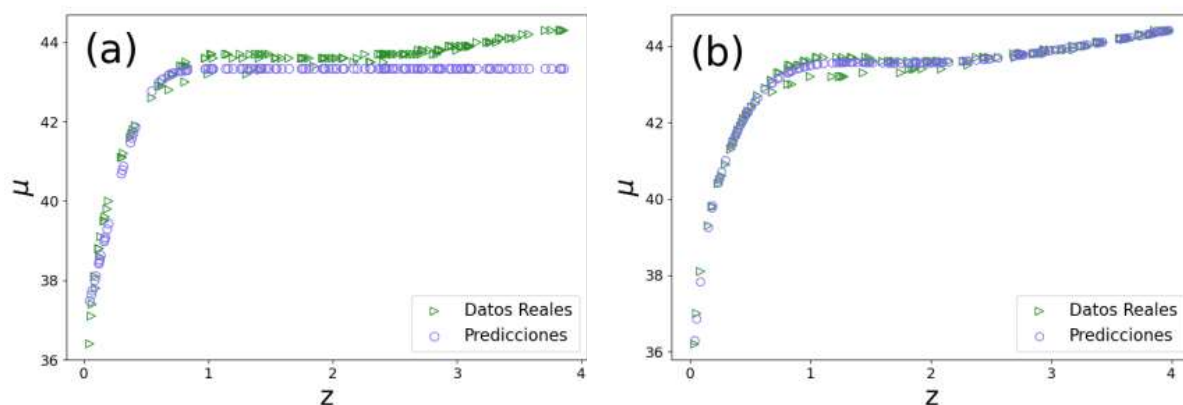 (a)
44
42
40
38
36
μ
0 1 2 3 4
z
Datos Reales
Predicciones
(b)
44
42
40
38
36
μ
0 1 2 3 4
z
Datos Reales
Predicciones